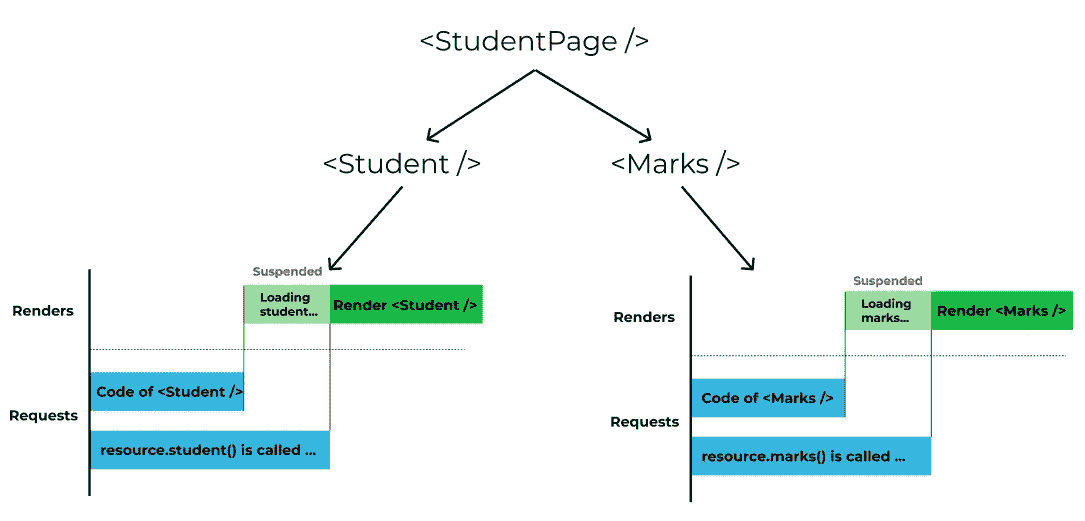 <StudentPage />
<Student />
<Marks />
Suspended
Loading
student...
Render <Student />
Renders
Code of <Student />
Requests
resource.student() is called ...
Suspended
Loading
marks...
Render <Marks />
Renders
Code of <Marks />
Requests
resource.marks() is called ...